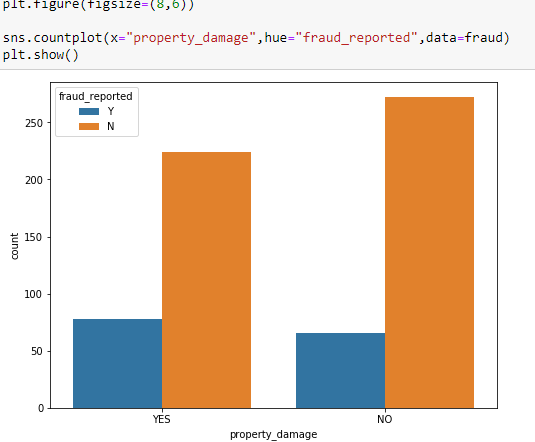 plt.figure(figsize=(8,6))
sns.countplot(x="property_damage",hue="fraud_reported",data=fraud)
plt.show()
fraud_reported
Y
N
250
200
150
100
50
0
count
YES NO
property_damage